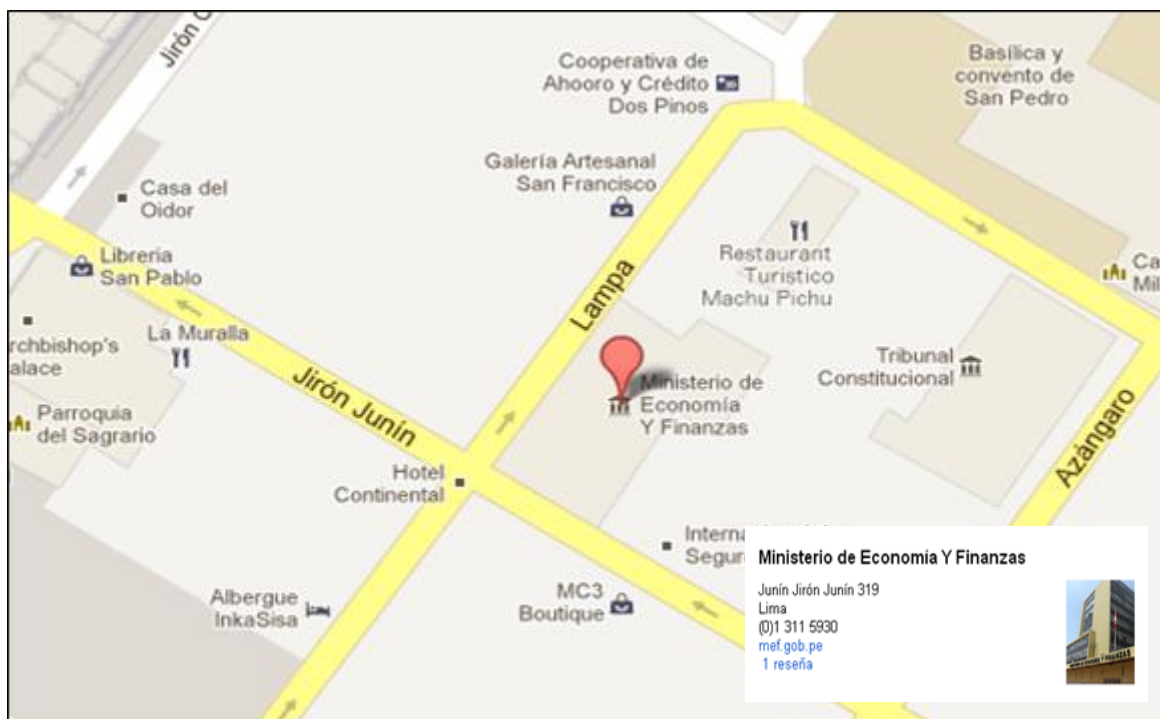 Jirón
Cooperativa de
Ahooro y Crédito
Dos Pinos
Basílica y
convento de
San Pedro
Galería Artesanal
San Francisco
Casa del
Oidor
Libreria
San Pablo
Restaurant
Turistico
Machu Pichu
Ca
Mil
Lampa
La Muralla
rchbishop's
alace
Jirón Junín
Ministerio de
Economía
Y Finanzas
Tribunal
Constitucional
Parroquia
del Sagrario
Azángaro
Hotel
Continental
Interna
Segur
Albergue
InkaSisa
MC3
Boutique
Ministerio de Economía Y Finanzas
Junín Jirón Junín 319
Lima
(0)1 311 5930
mef.gob.pe
1 reseña